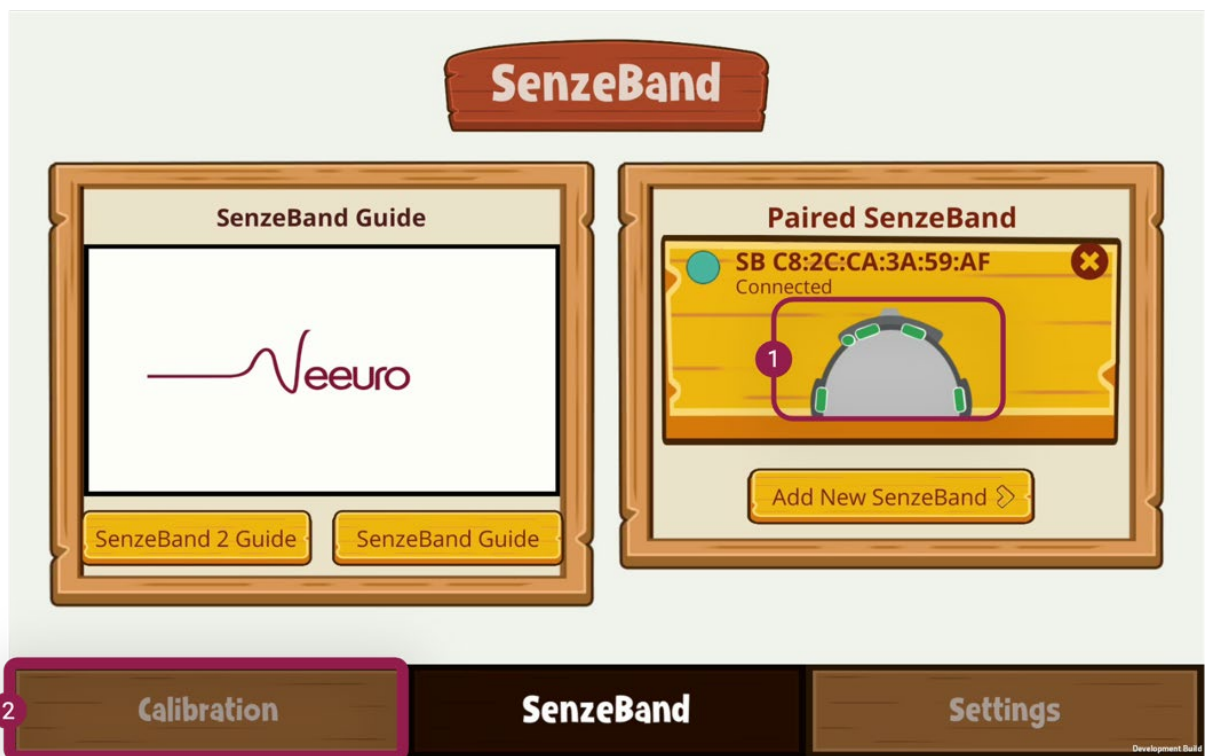 SenzeBand
SenzeBand Guide
Neeuro
SenzeBand 2 Guide
SenzeBand Guide
Paired SenzeBand
SB C8:2C:CA:3A:59:AF
Connected
1
Add New SenzeBand
2
Calibration
SenzeBand
Settings
Development Build